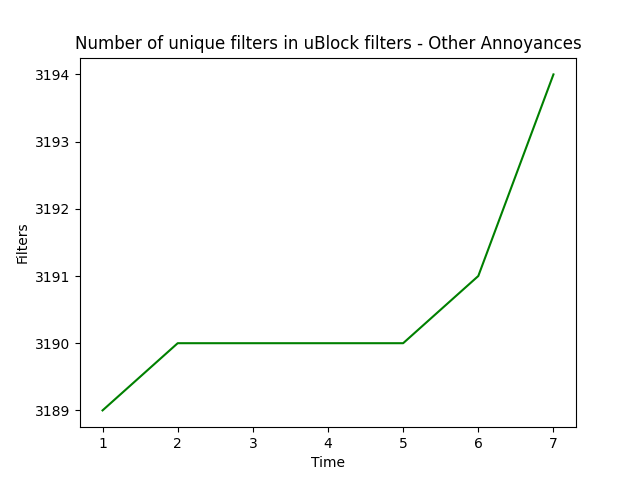 Number of unique filters in uBlock filters - Other Annoyances
3194
3193
3192
3191
3190
3189
Filters
1 2 3 4 5 6 7
Time